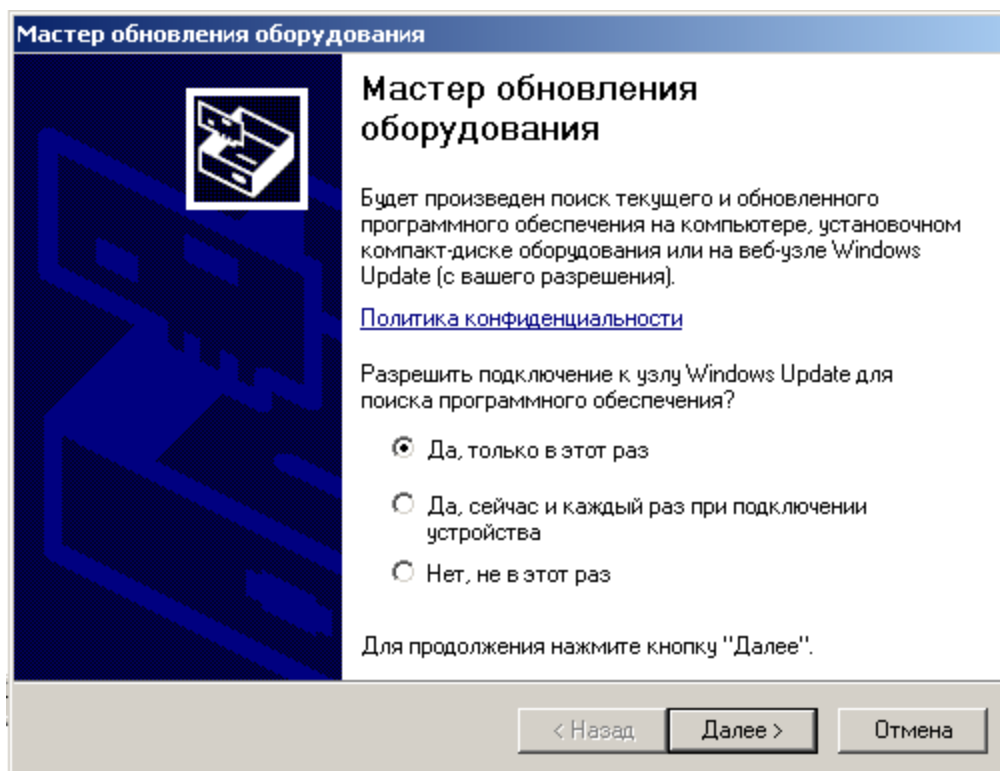 Мастер обновления оборудования
Мастер обновления
оборудования
Будет произведен поиск текущего и обновленного
программного обеспечения на компьютере, установочном
компакт-диске оборудования или на веб-узле Windows
Update (с вашего разрешения).
Политика конфиденциальности
Разрешить подключение к узлу Windows Update для
поиска программного обеспечения?
Да, только в этот раз
Да, сейчас и каждый раз при подключении
устройства
Нет, не в этот раз
Для продолжения нажмите кнопку "Далее".
< Назад
Далее >
Отмена